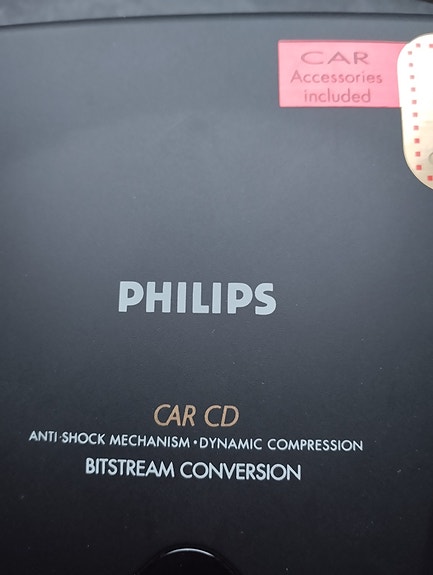 CAR
Accessories
included
PHILIPS
CAR CD
ANTI-SHOCK MECHANISM • DYNAMIC COMPRESSION
BITSTREAM CONVERSION